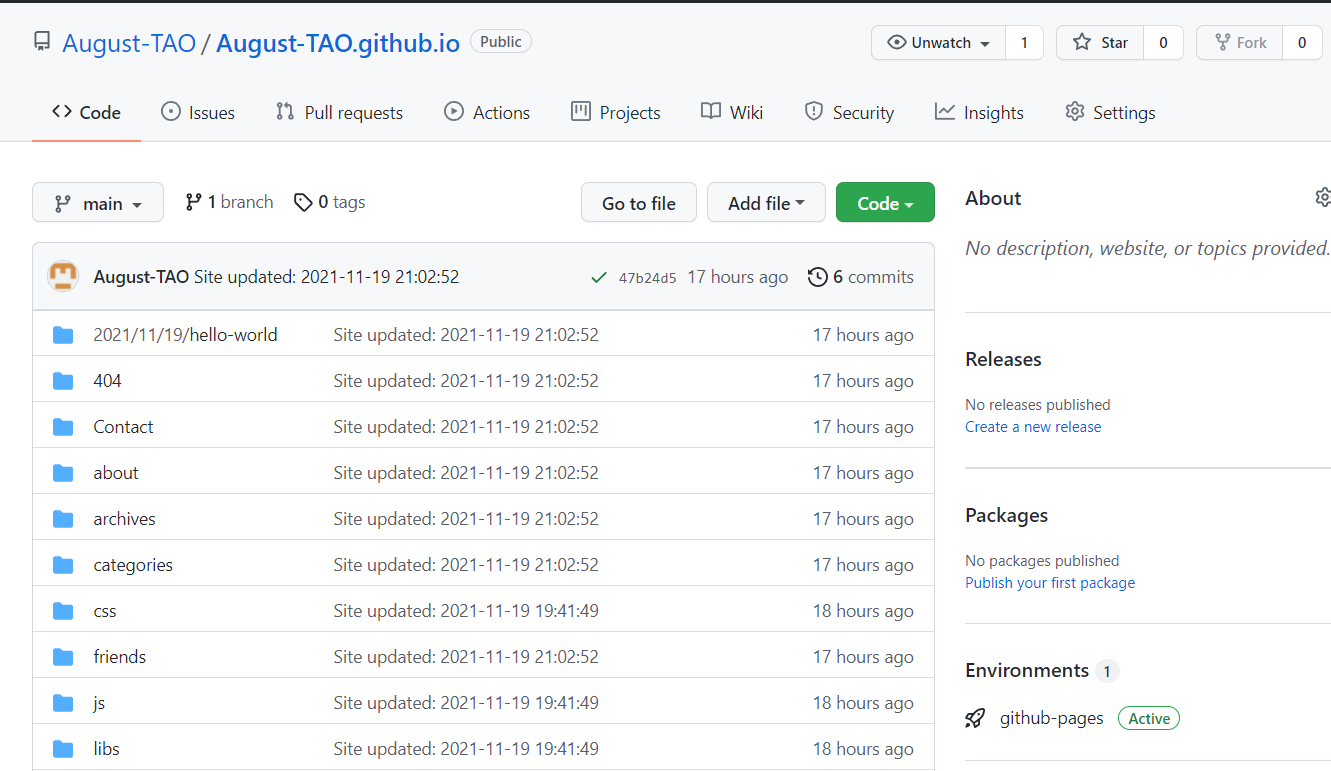 August-TAO / August-TAO.github.io Public Unwatch 1 Star 0 Fork 0
Code Issues Pull requests Actions Projects Wiki Security Insights Settings
main 1 branch 0 tags Go to file Add file Code
August-TAO Site updated: 2021-11-19 21:02:52 47b24d5 17 hours ago 6 commits
2021/11/19/hello-world Site updated: 2021-11-19 21:02:52 17 hours ago
404 Site updated: 2021-11-19 21:02:52 17 hours ago
Contact Site updated: 2021-11-19 21:02:52 17 hours ago
about Site updated: 2021-11-19 21:02:52 17 hours ago
archives Site updated: 2021-11-19 21:02:52 17 hours ago
categories Site updated: 2021-11-19 21:02:52 17 hours ago
css Site updated: 2021-11-19 19:41:49 18 hours ago
friends Site updated: 2021-11-19 21:02:52 17 hours ago
js Site updated: 2021-11-19 19:41:49 18 hours ago
libs Site updated: 2021-11-19 19:41:49 18 hours ago
About
No description, website, or topics provided.
Releases
No releases published
Create a new release
Packages
No packages published
Publish your first package
Environments 1
github-pages Active